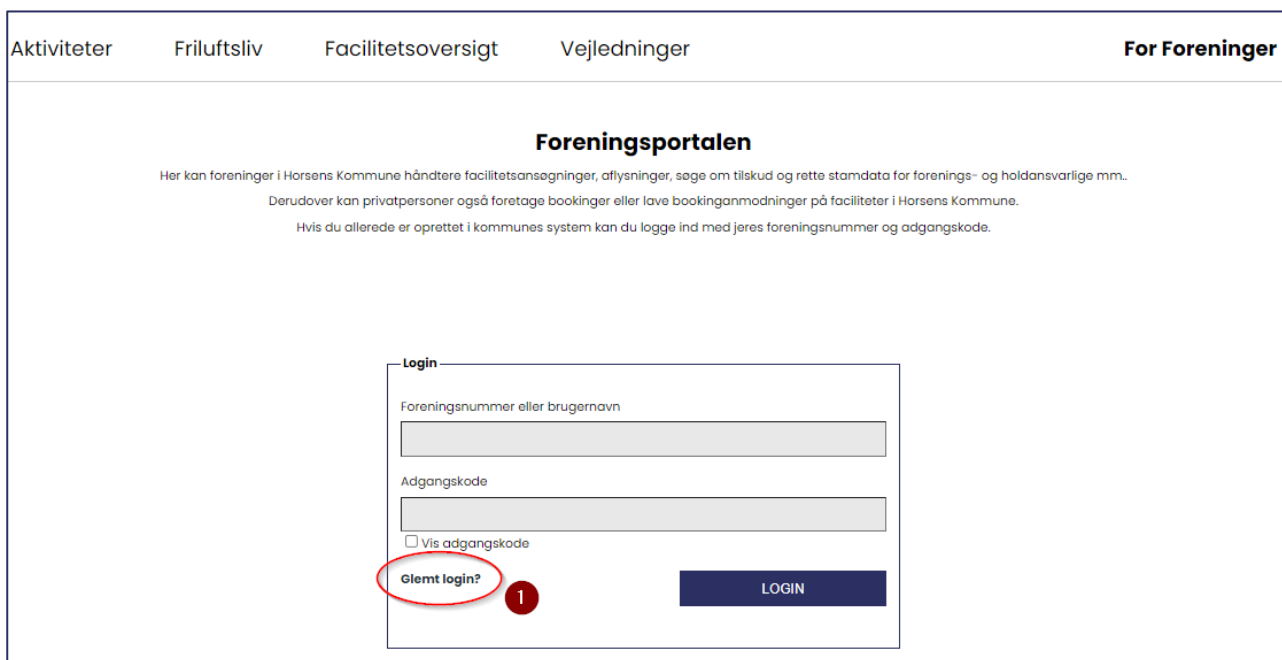 Aktiviteter Friluftsliv Facilitetsoversigt Vejledninger For Foreninger
Foreningsportalen
Her kan foreninger i Horsens Kommune håndtere facilitetsansøgninger, aflysninger, søge om tilskud og rette stamdata for forenings- og holdansvarlige mm..
Derudover kan privatpersoner også foretage bookinger eller lave bookinganmodninger på faciliteter i Horsens Kommune.
Hvis du allerede er oprettet i kommunes system kan du logge ind med jeres foreningsnummer og adgangskode.
Login
Foreningsnummer eller brugernavn
Adgangskode
Vis adgangskode
Glemt login? 1 LOGIN